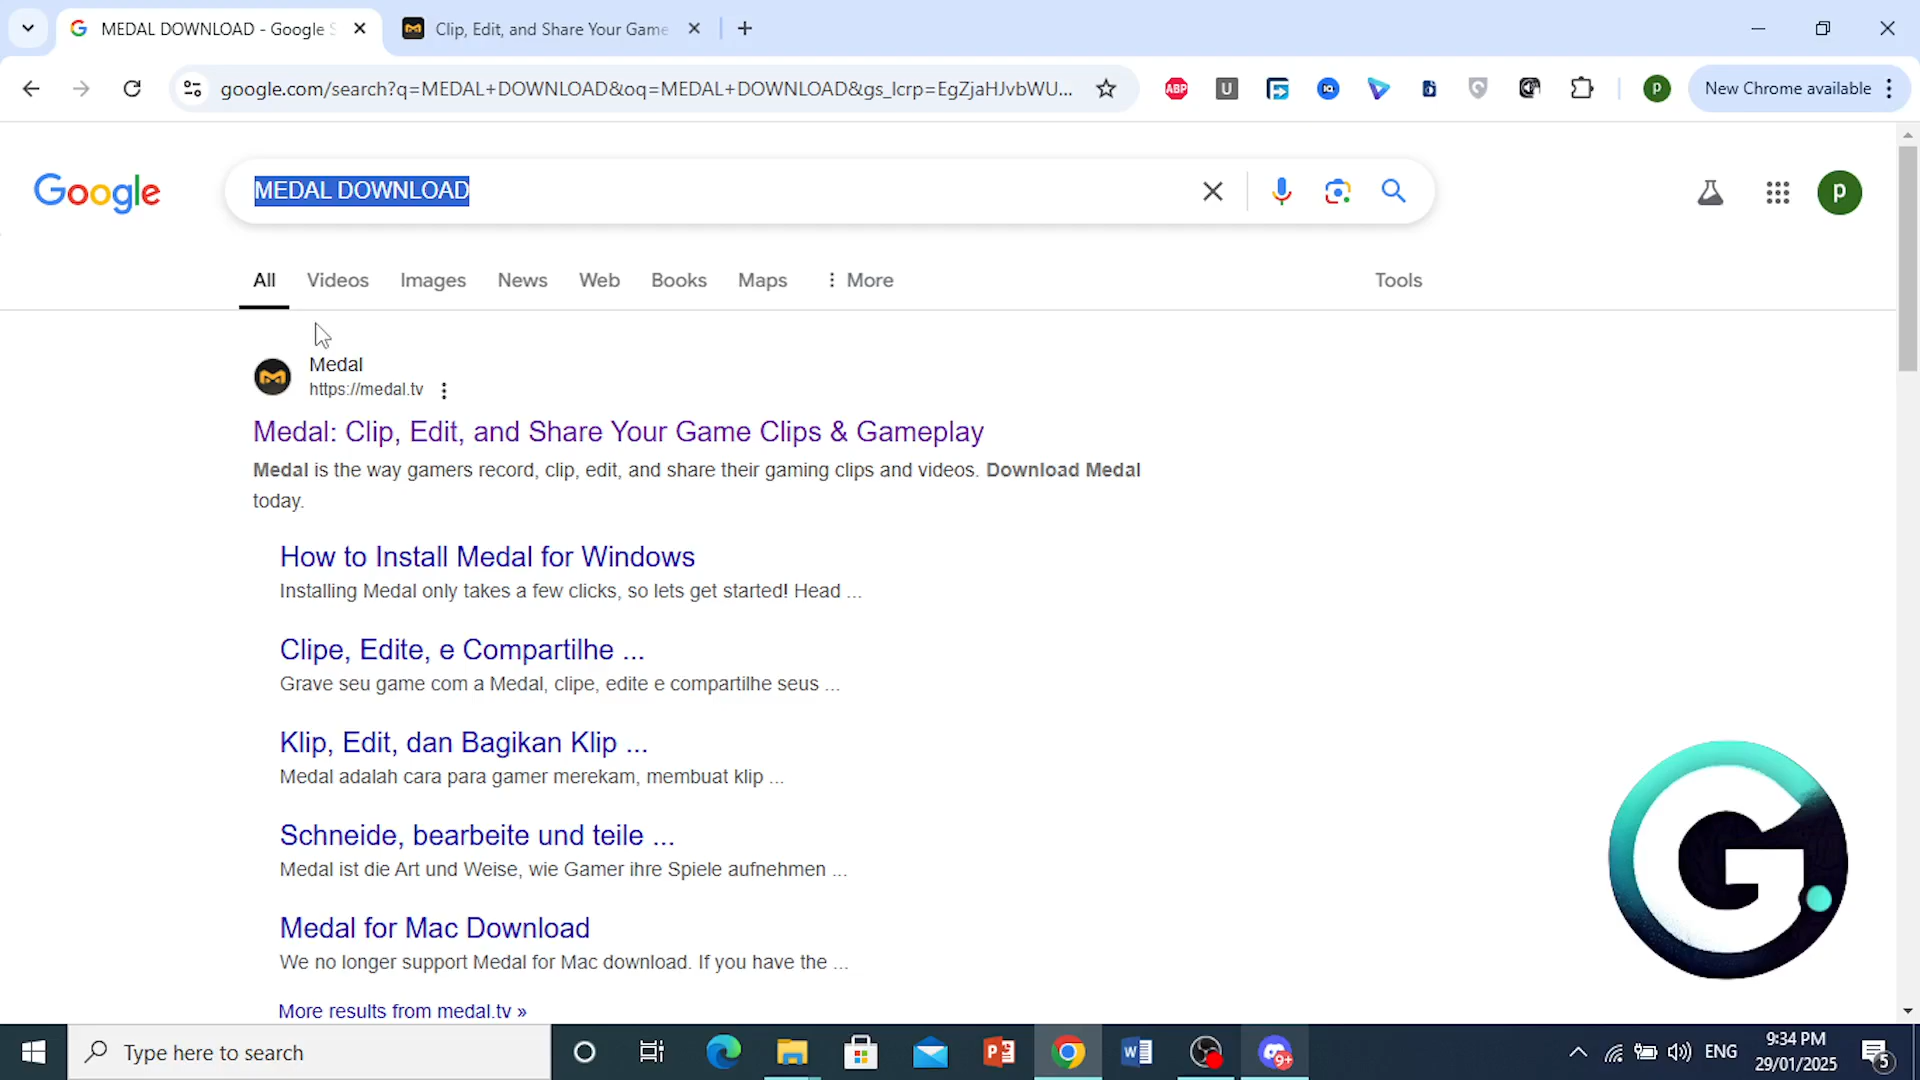 MEDAL DOWNLOAD - Google S
Clip, Edit, and Share Your Game
google.com/search?q=MEDAL+DOWNLOAD&oq=MEDAL+DOWNLOAD&gs_lcrp=EgZjaHJvbWU...
ABP
U
IQ
p
New Chrome available
Google
MEDAL DOWNLOAD
p
All
Videos
Images
News
Web
Books
Maps
More
Tools
Medal
https://medal.tv
Medal: Clip, Edit, and Share Your Game Clips & Gameplay
Medal is the way gamers record, clip, edit, and share their gaming clips and videos. Download Medal
today.
How to Install Medal for Windows
Installing Medal only takes a few clicks, so lets get started! Head ...
Clipe, Edite, e Compartilhe ...
Grave seu game com a Medal, clipe, edite e compartilhe seus ...
Klip, Edit, dan Bagikan Klip ...
Medal adalah cara para gamer merekam, membuat klip ...
Schneide, bearbeite und teile ...
Medal ist die Art und Weise, wie Gamer ihre Spiele aufnehmen ...
Medal for Mac Download
We no longer support Medal for Mac download. If you have the ...
More results from medal.tv »
G
Type here to search
9+
ENG
9:34 PM
29/01/2025
5